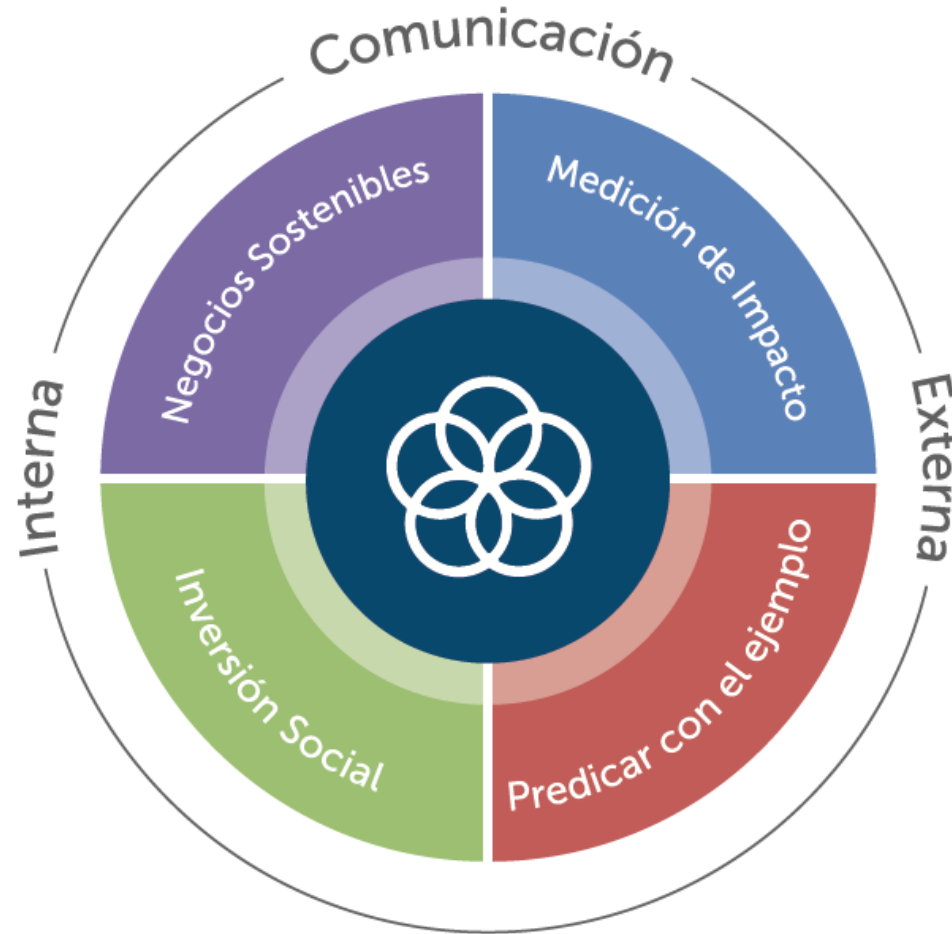 Comunicación
Negocios Sostenibles
Medición de Impacto
Interna
Externa
Inversión Social
Predicar con el ejemplo